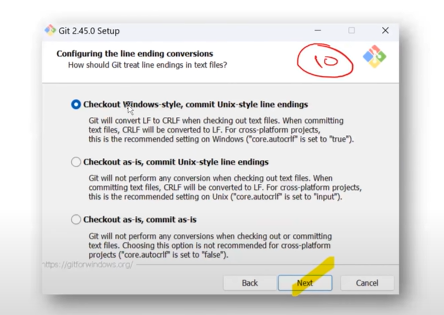 Git 2.45.0 Setup
Configuring the line ending conversions
How should Git treat line endings in text files?
10
Checkout Windows-style, commit Unix-style line endings
Git will convert LF to CRLF when checking out text files. When committing
text files, CRLF will be converted to LF. For cross-platform projects,
this is the recommended setting on Windows ("core.autocrlf" is set to "true").
Checkout as-is, commit Unix-style line endings
Git will not perform any conversion when checking out text files. When
committing text files, CRLF will be converted to LF. For cross-platform projects,
this is the recommended setting on Unix ("core.autocrlf" is set to "input").
Checkout as-is, commit as-is
Git will not perform any conversions when checking out or committing
text files. Choosing this option is not recommended for cross-platform
projects ("core.autocrlf" is set to "false").
https://gitforwindows.org/
Back
Next
Cancel